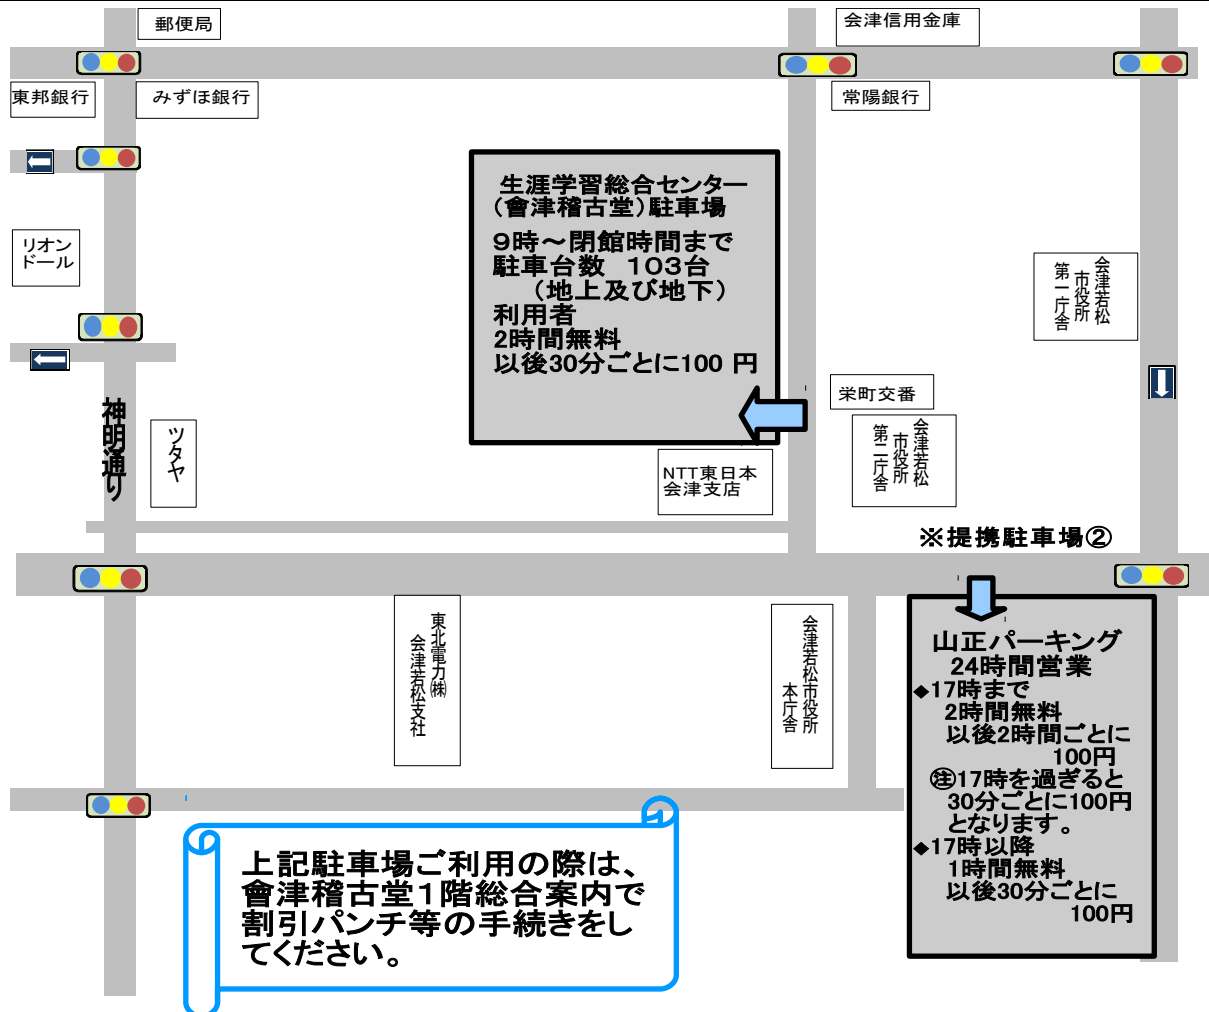 郵便局
会津信用金庫
東邦銀行
みずほ銀行
常陽銀行
生涯学習総合センター
（會津稽古堂）駐車場
９時～閉館時間まで
駐車台数　１０３台
（地上及び地下）
利用者
2時間無料
以後30分ごとに100 円
リオン
ドール
会津若松
市役所
第一庁舎
栄町交番
神明通り
ツタヤ
会津若松
市役所
第二庁舎
NTT東日本
会津支店
※提携駐車場②
東北電力㈱
会津若松支社
会津若松市役所
本庁舎
山正パーキング
24時間営業
◆17時まで
2時間無料
以後2時間ごとに
100円
㊟17時を過ぎると
30分ごとに100円
となります。
◆17時以降
1時間無料
以後30分ごとに
100円
上記駐車場ご利用の際は、
會津稽古堂１階総合案内で
割引パンチ等の手続きをし
てください。